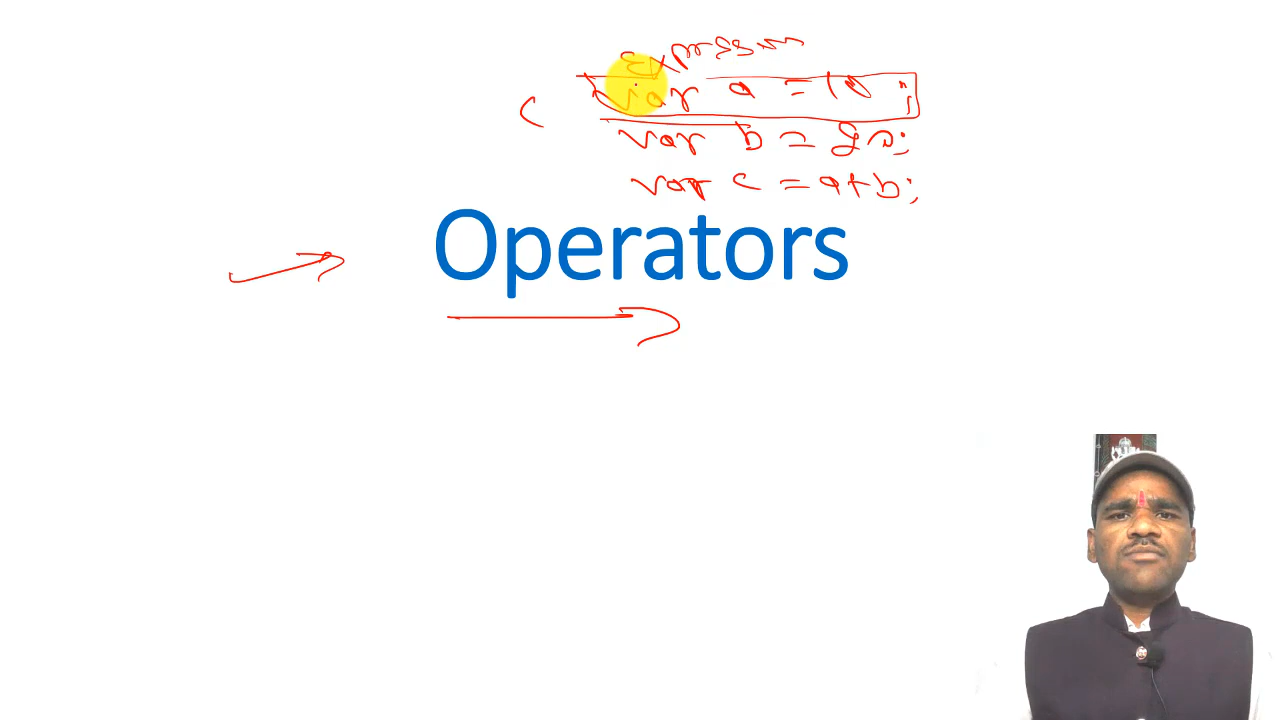 Expression
var a = 10;
c
var b = 20;
var c = a+b;
Operators